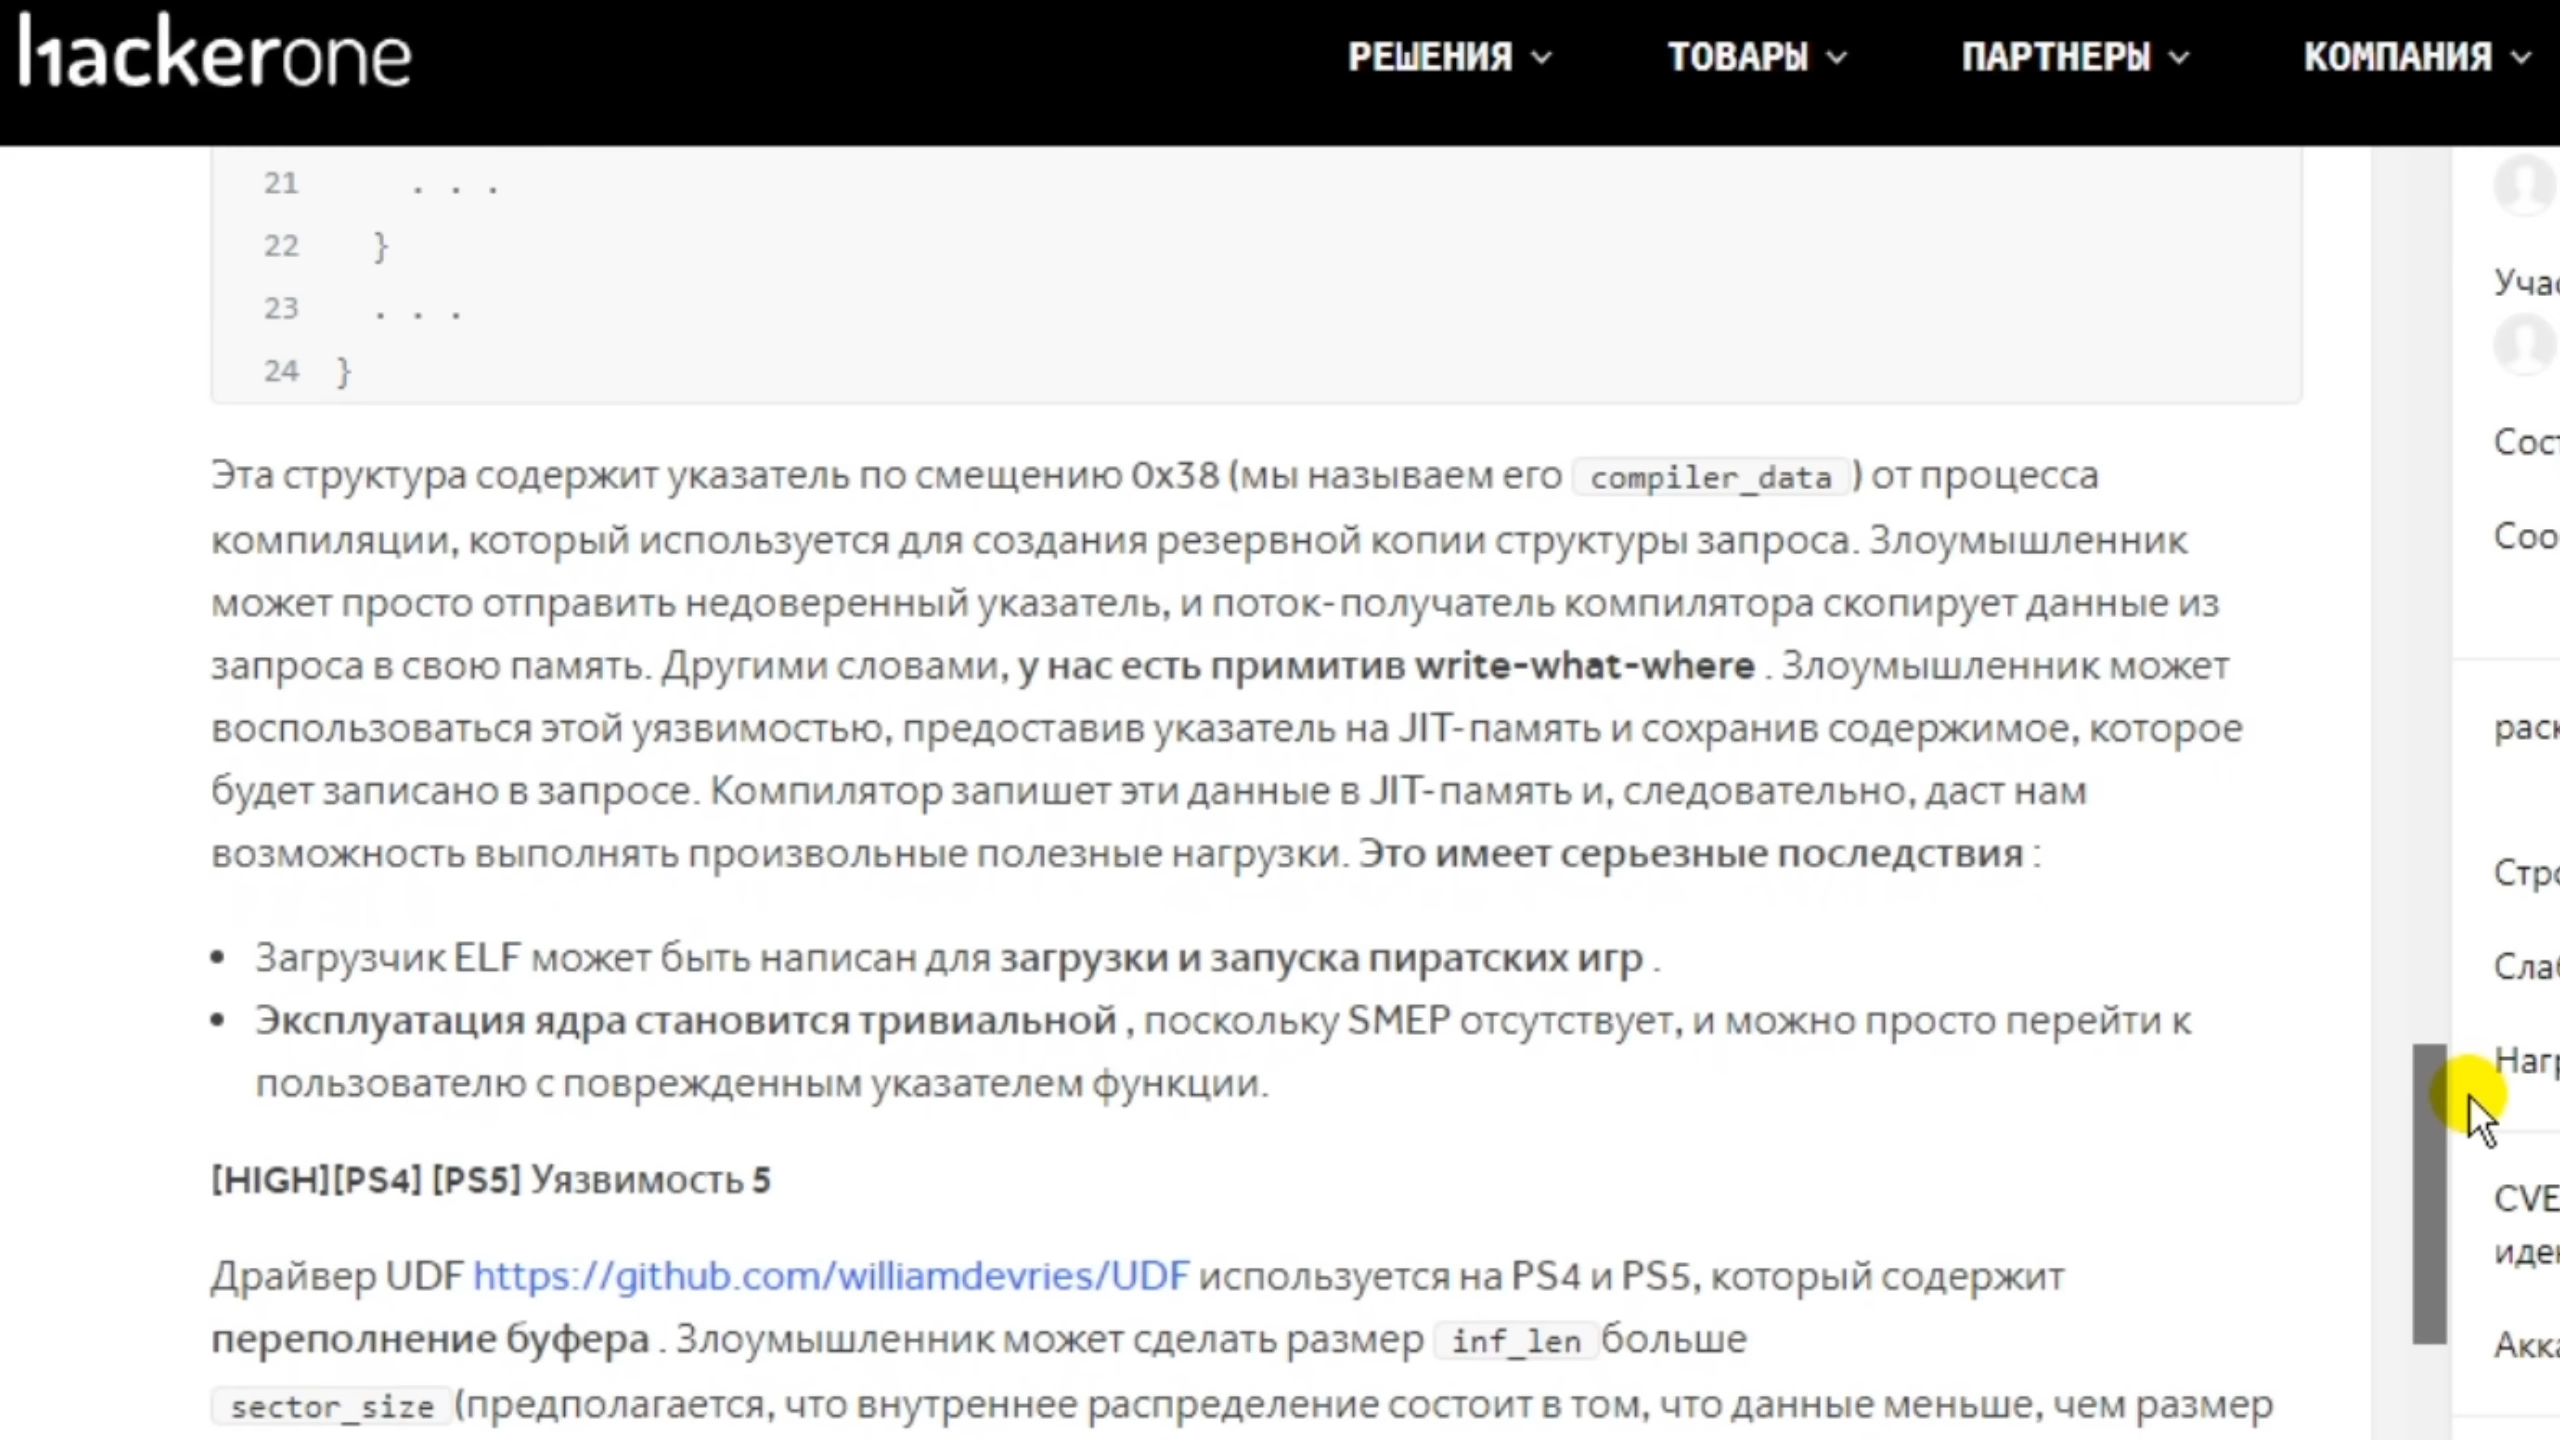 hackerone
РЕШЕНИЯ ТОВАРЫ ПАРТНЕРЫ КОМПАНИЯ
21 . . .
22 }
23 . . .
24 }
Эта структура содержит указатель по смещению 0x38 (мы называем его compiler_data ) от процесса
компиляции, который используется для создания резервной копии структуры запроса. Злоумышленник
может просто отправить недоверенный указатель, и поток-получатель компилятора скопирует данные из
запроса в свою память. Другими словами, у нас есть примитив write-what-where . Злоумышленник может
воспользоваться этой уязвимостью, предоставив указатель на JIT-память и сохранив содержимое, которое
будет записано в запросе. Компилятор запишет эти данные в JIT-память и, следовательно, даст нам
возможность выполнять произвольные полезные нагрузки. Это имеет серьезные последствия :
• Загрузчик ELF может быть написан для загрузки и запуска пиратских игр .
• Эксплуатация ядра становится тривиальной , поскольку SMEP отсутствует, и можно просто перейти к
пользователю с поврежденным указателем функции.
[HIGH][PS4] [PS5] Уязвимость 5
Драйвер UDF https://github.com/williamdevries/UDF используется на PS4 и PS5, который содержит
переполнение буфера . Злоумышленник может сделать размер inf_len больше
sector_size (предполагается, что внутреннее распределение состоит в том, что данные меньше, чем размер
CVE